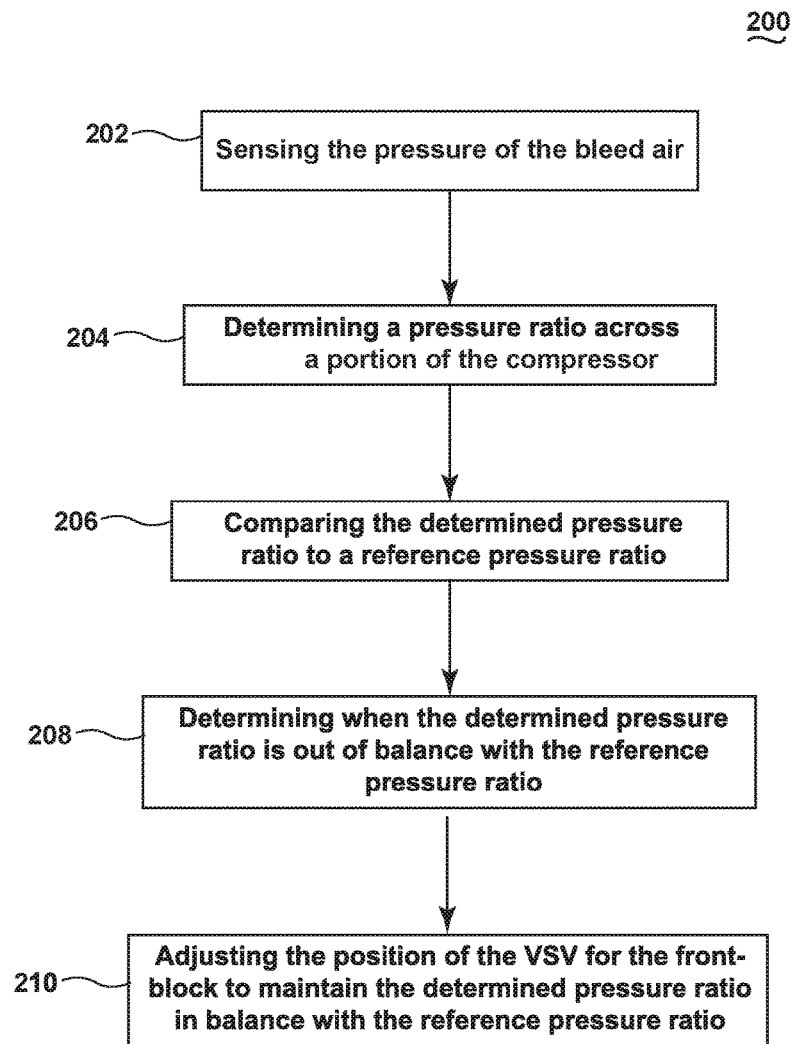 200
202
Sensing the pressure of the bleed air
204
Determining a pressure ratio across
a portion of the compressor
206
Comparing the determined pressure
ratio to a reference pressure ratio
208
Determining when the determined pressure
ratio is out of balance with the reference
pressure ratio
210
Adjusting the position of the VSV for the front-
block to maintain the determined pressure ratio
in balance with the reference pressure ratio